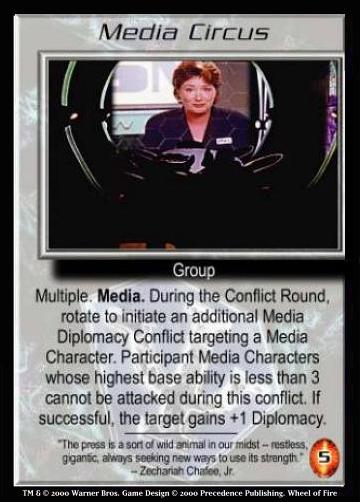 Media Circus
Group
Multiple. Media. During the Conflict Round,
rotate to initiate an additional Media
Diplomacy Conflict targeting a Media
Character. Participant Media Characters
whose highest base ability is less than 3
cannot be attacked during this conflict. If
successful, the target gains +1 Diplomacy.
"The press is a sort of wild animal in our midst -- restless,
gigantic, always seeking new ways to use its strength."
-- Zechariah Chafee, Jr.
5
TM & © 2000 Warner Bros. Game Design © 2000 Precedence Publishing. Wheel of Fire